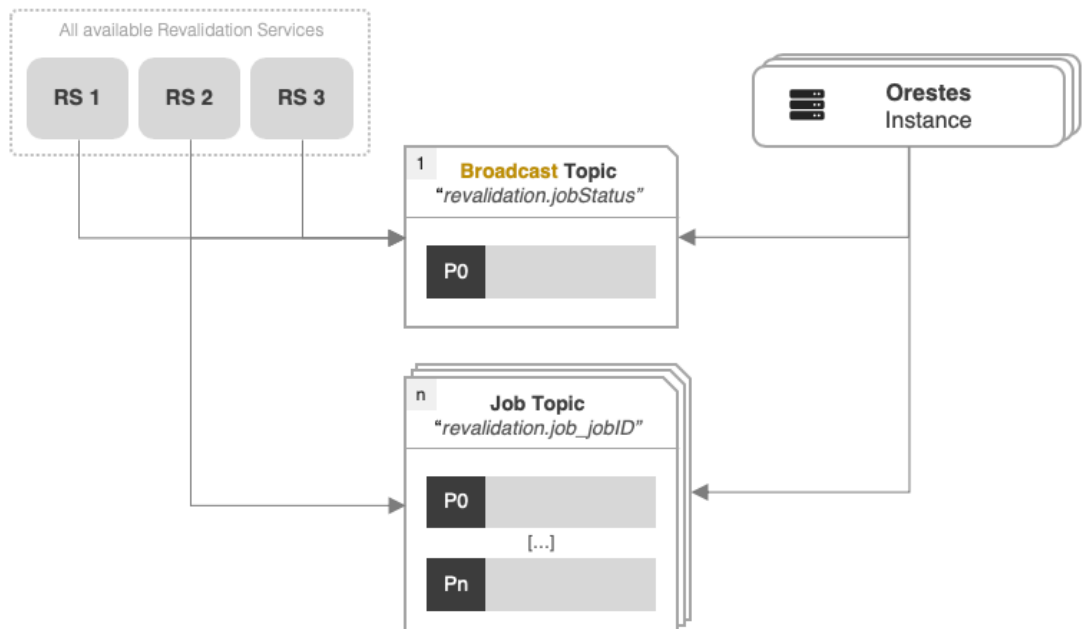 All available Revalidation Services
RS 1
RS 2
RS 3
Orestes
Instance
1
Broadcast Topic
“revalidation.jobStatus”
P0
n
Job Topic
“revalidation.job_jobID”
P0
[...]
Pn